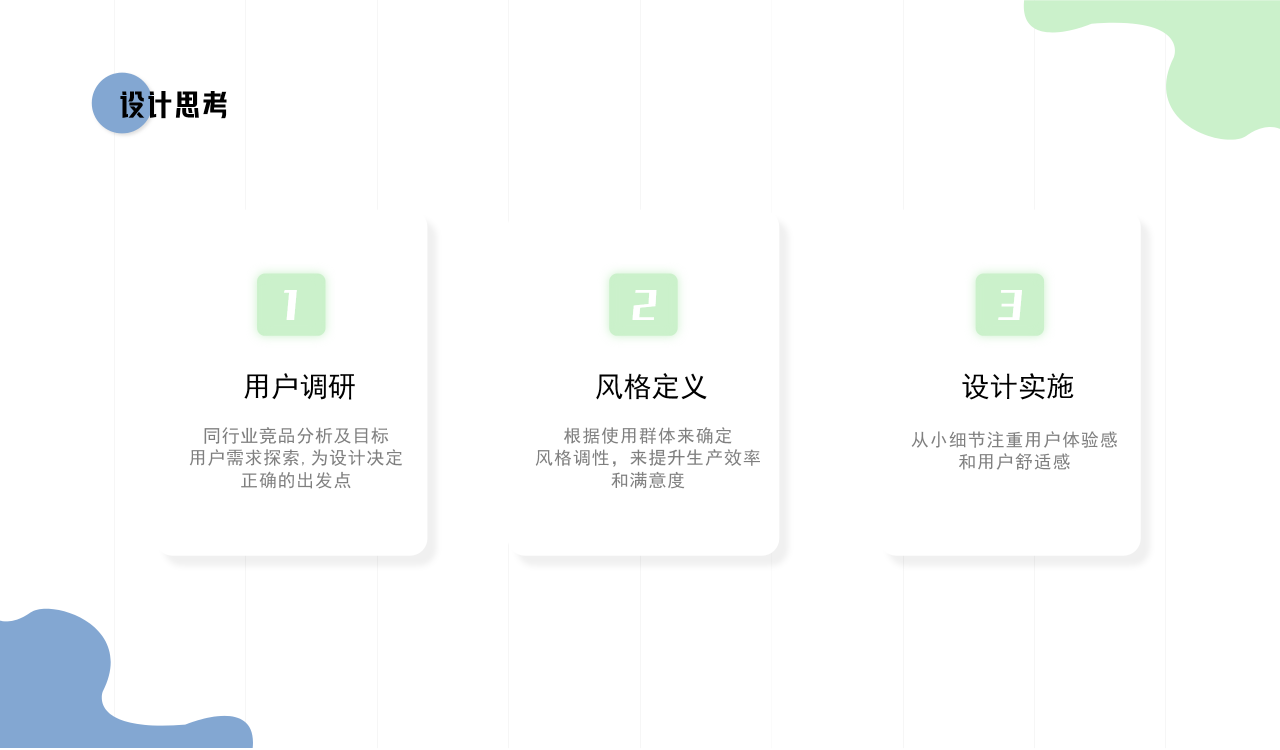 设计思考
1
用户调研
同行业竞品分析及目标
用户需求探索, 为设计决定
正确的出发点
2
风格定义
根据使用群体来确定
风格调性，来提升生产效率
和满意度
3
设计实施
从小细节注重用户体验感
和用户舒适感